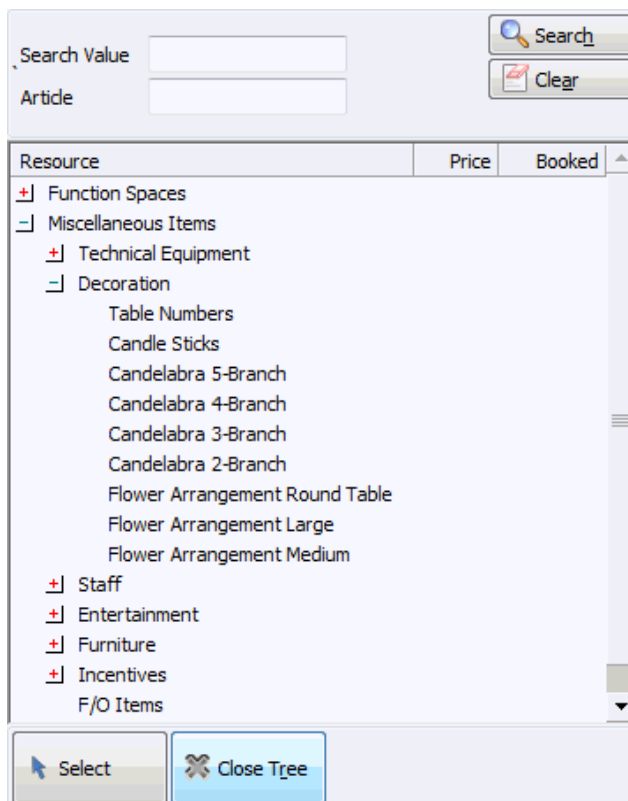 Search Value
Search
Article
Clear
Resource Price Booked
Function Spaces
Miscellaneous Items
Technical Equipment
Decoration
Table Numbers
Candle Sticks
Candelabra 5-Branch
Candelabra 4-Branch
Candelabra 3-Branch
Candelabra 2-Branch
Flower Arrangement Round Table
Flower Arrangement Large
Flower Arrangement Medium
Staff
Entertainment
Furniture
Incentives
F/O Items
Select Close Tree